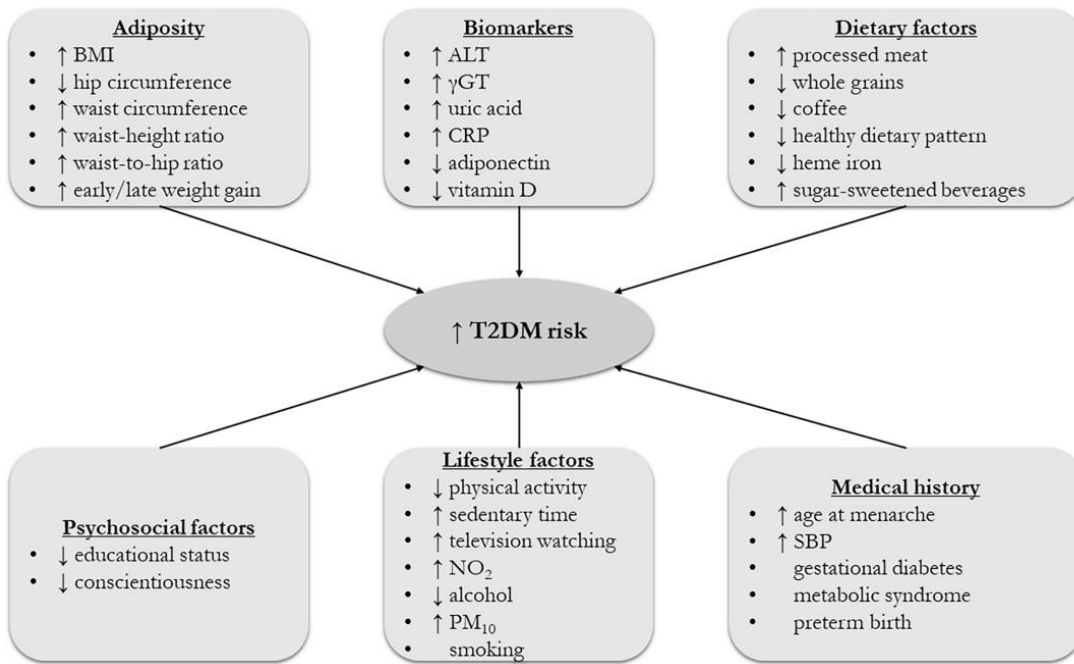 Adiposity
• ↑ BMI
• ↓ hip circumference
• ↑ waist circumference
• ↑ waist-height ratio
• ↑ waist-to-hip ratio
• ↑ early/late weight gain
Biomarkers
• ↑ ALT
• ↑ γGT
• ↑ uric acid
• ↑ CRP
• ↓ adiponectin
• ↓ vitamin D
Dietary factors
• ↑ processed meat
• ↓ whole grains
• ↓ coffee
• ↓ healthy dietary pattern
• ↓ heme iron
• ↑ sugar-sweetened beverages
↑ T2DM risk
Psychosocial factors
• ↓ educational status
• ↓ conscientiousness
Lifestyle factors
• ↓ physical activity
• ↑ sedentary time
• ↑ television watching
• ↑ NO₂
• ↓ alcohol
• ↑ PM₁₀
• smoking
Medical history
• ↑ age at menarche
• ↑ SBP
• gestational diabetes
• metabolic syndrome
• preterm birth